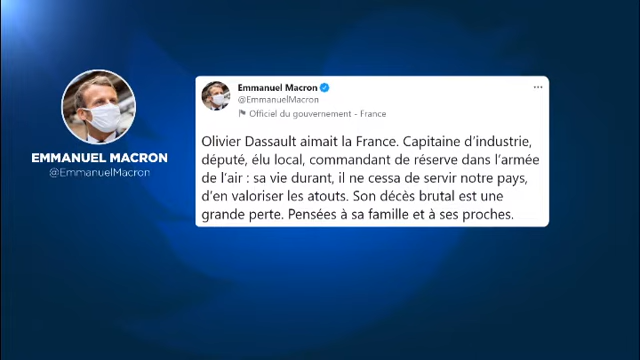 EMMANUEL MACRON
@EmmanuelMacron
Emmanuel Macron
@EmmanuelMacron
Officiel du gouvernement - France
Olivier Dassault aimait la France. Capitaine d'industrie,
député, élu local, commandant de réserve dans l'armée
de l'air : sa vie durant, il ne cessa de servir notre pays,
d'en valoriser les atouts. Son décès brutal est une
grande perte. Pensées à sa famille et à ses proches.